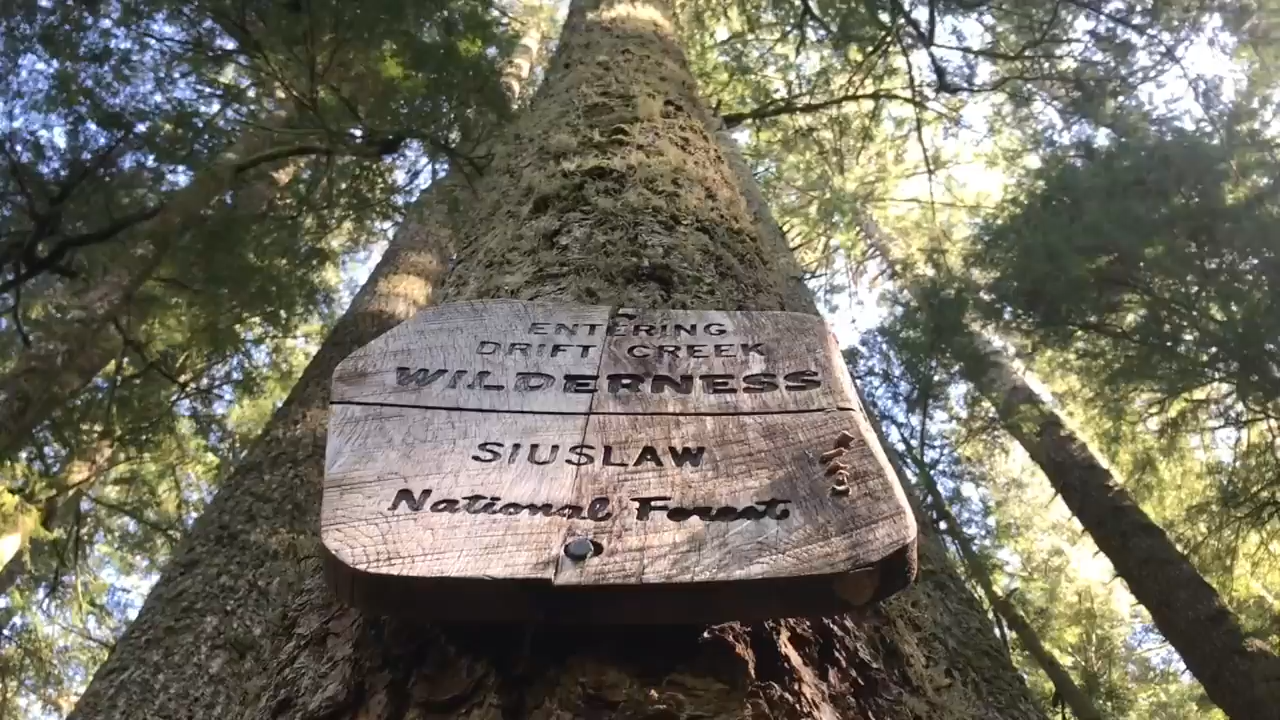 ENTERING
DRIFT CREEK
WILDERNESS
SIUSLAW
National Forest